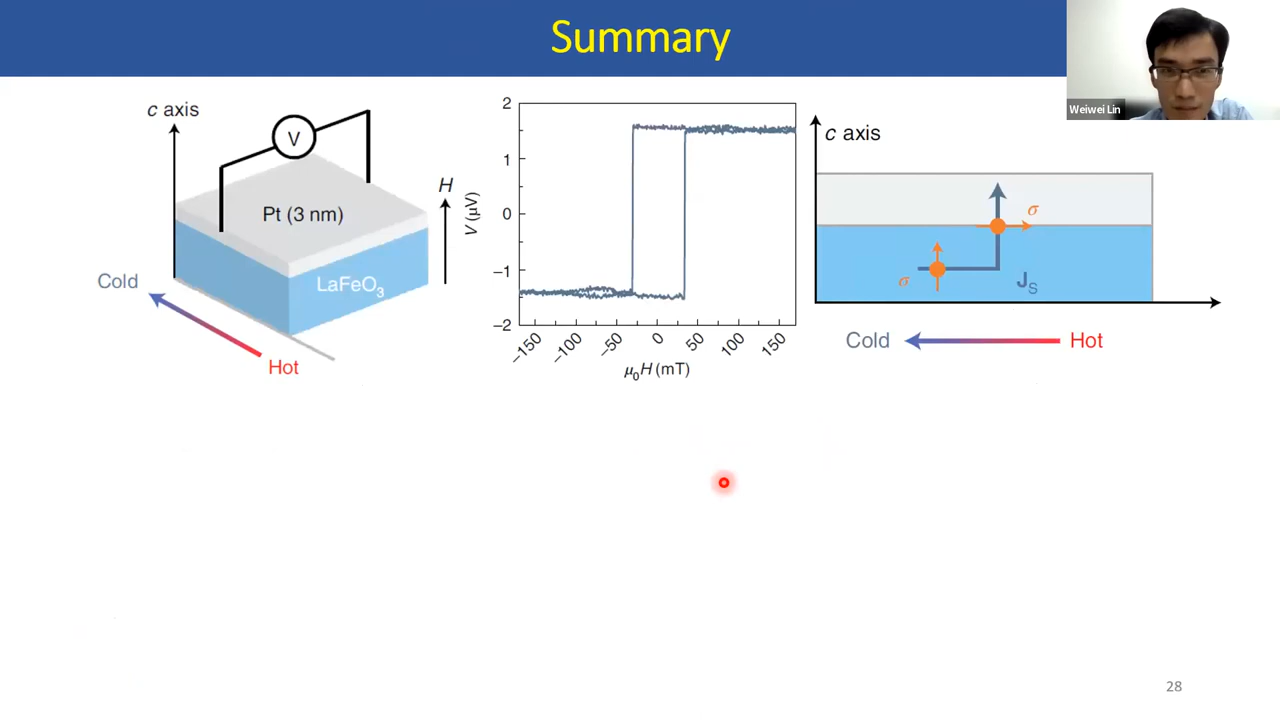 Summary
Weiwei Lin
c axis
V
H
Pt (3 nm)
LaFeO3
Cold
Hot
2
1
0
−1
−2
V (μV)
−150
−100
−50
0
50
100
150
μ0H (mT)
c axis
σ
σ
JS
Cold
Hot
28